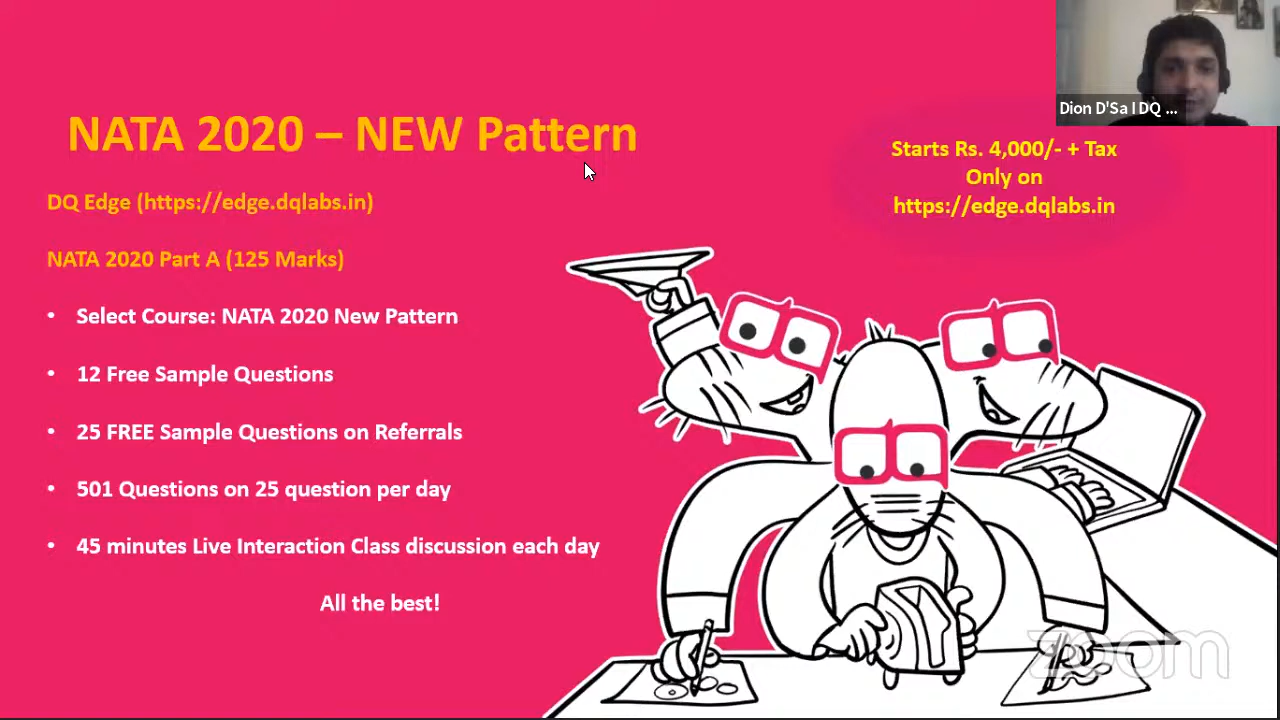 Dion D'Sa l DQ ...
NATA 2020 – NEW Pattern
Starts Rs. 4,000/- + Tax
Only on
https://edge.dqlabs.in
DQ Edge (https://edge.dqlabs.in)
NATA 2020 Part A (125 Marks)
• Select Course: NATA 2020 New Pattern
• 12 Free Sample Questions
• 25 FREE Sample Questions on Referrals
• 501 Questions on 25 question per day
• 45 minutes Live Interaction Class discussion each day
All the best!
zoom